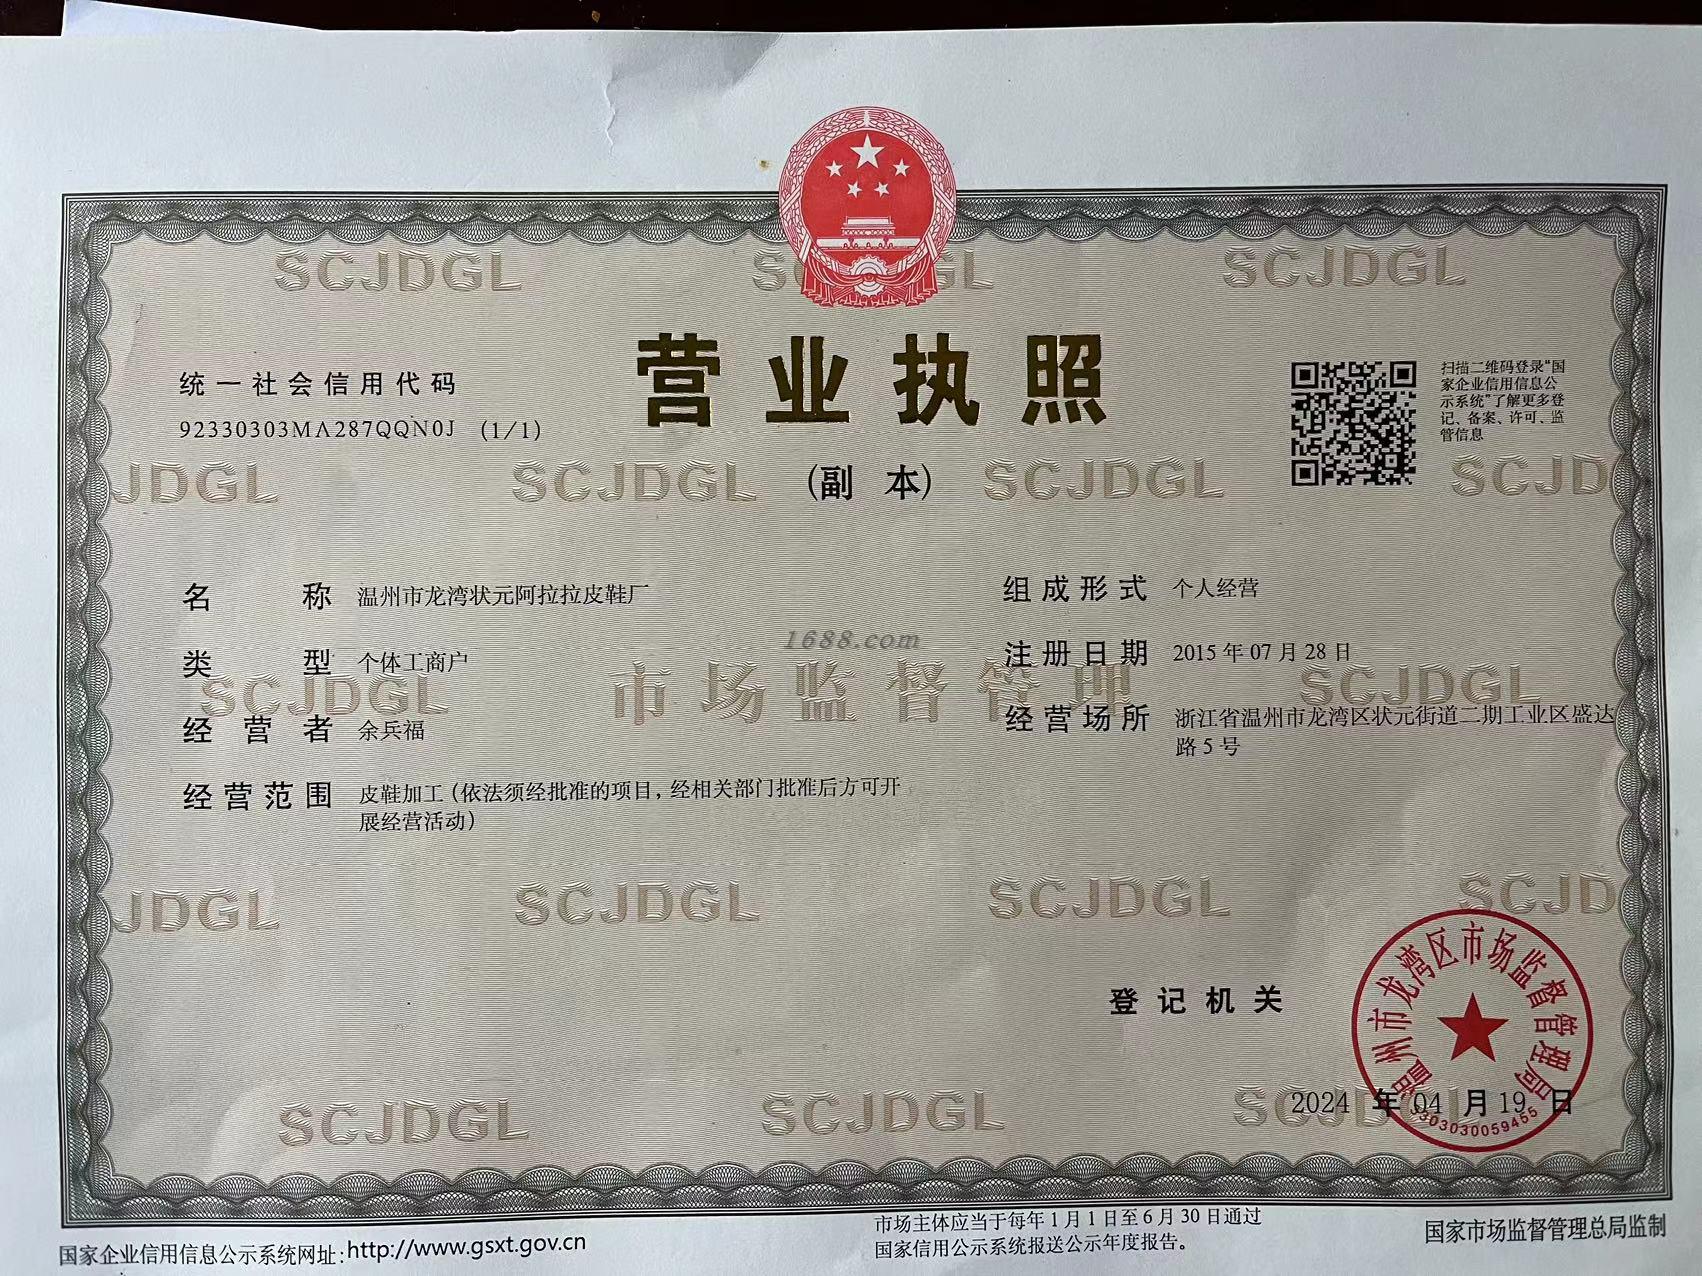 SCJDGL SCJDGL SCJDGL
营业执照
(副 本)
统一社会信用代码
92330303MA287QQN0J (1/1)
扫描二维码登录“国
家企业信用信息公
示系统”了解更多登
记、备案、许可、监
管信息
JDGL SCJDGL SCJDGL SCJD
名 称 温州市龙湾状元阿拉拉皮鞋厂
类 型 个体工商户
经 营 者 余兵福
经 营 范 围 皮鞋加工(依法须经批准的项目，经相关部门批准后方可开
展经营活动)
组 成 形 式 个人经营
注 册 日 期 2015 年 07 月 28 日
经 营 场 所 浙江省温州市龙湾区状元街道二期工业区盛达
路 5 号
1688.com
SCJDGL 市场监督管理 SCJDGL
JDGL SCJDGL SCJDGL SCJD
登 记 机 关
温州市龙湾区市场监督管理局
2024 年 04 月 19 日
3303030059455
SCJDGL SCJDGL SCJDGL
国家企业信用信息公示系统网址:http://www.gsxt.gov.cn
市场主体应当于每年 1 月 1 日至 6 月 30 日通过
国家信用公示系统报送公示年度报告。
国家市场监督管理总局监制